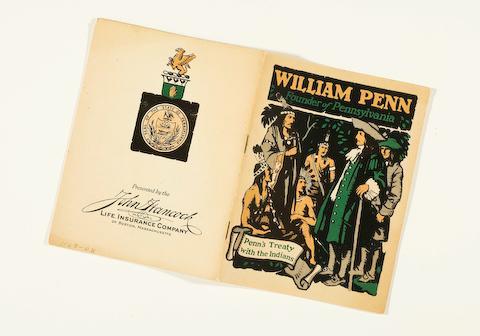 WILLIAM PENN
Founder of Pennsylvania
Penn's Treaty
with the Indians
Presented by the
John Hancock
LIFE INSURANCE COMPANY
OF BOSTON, MASSACHUSETTS